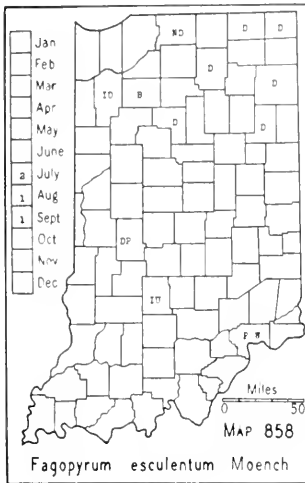 Jan
Feb
Mar
Apr
May
June
2 July
1 Aug
1 Sept
Oct
Nov
Dec
ND D D
D D
IU B
D D
DP
IU
P W
Miles
0 50
MAP 858
Fagopyrum esculentum Moench